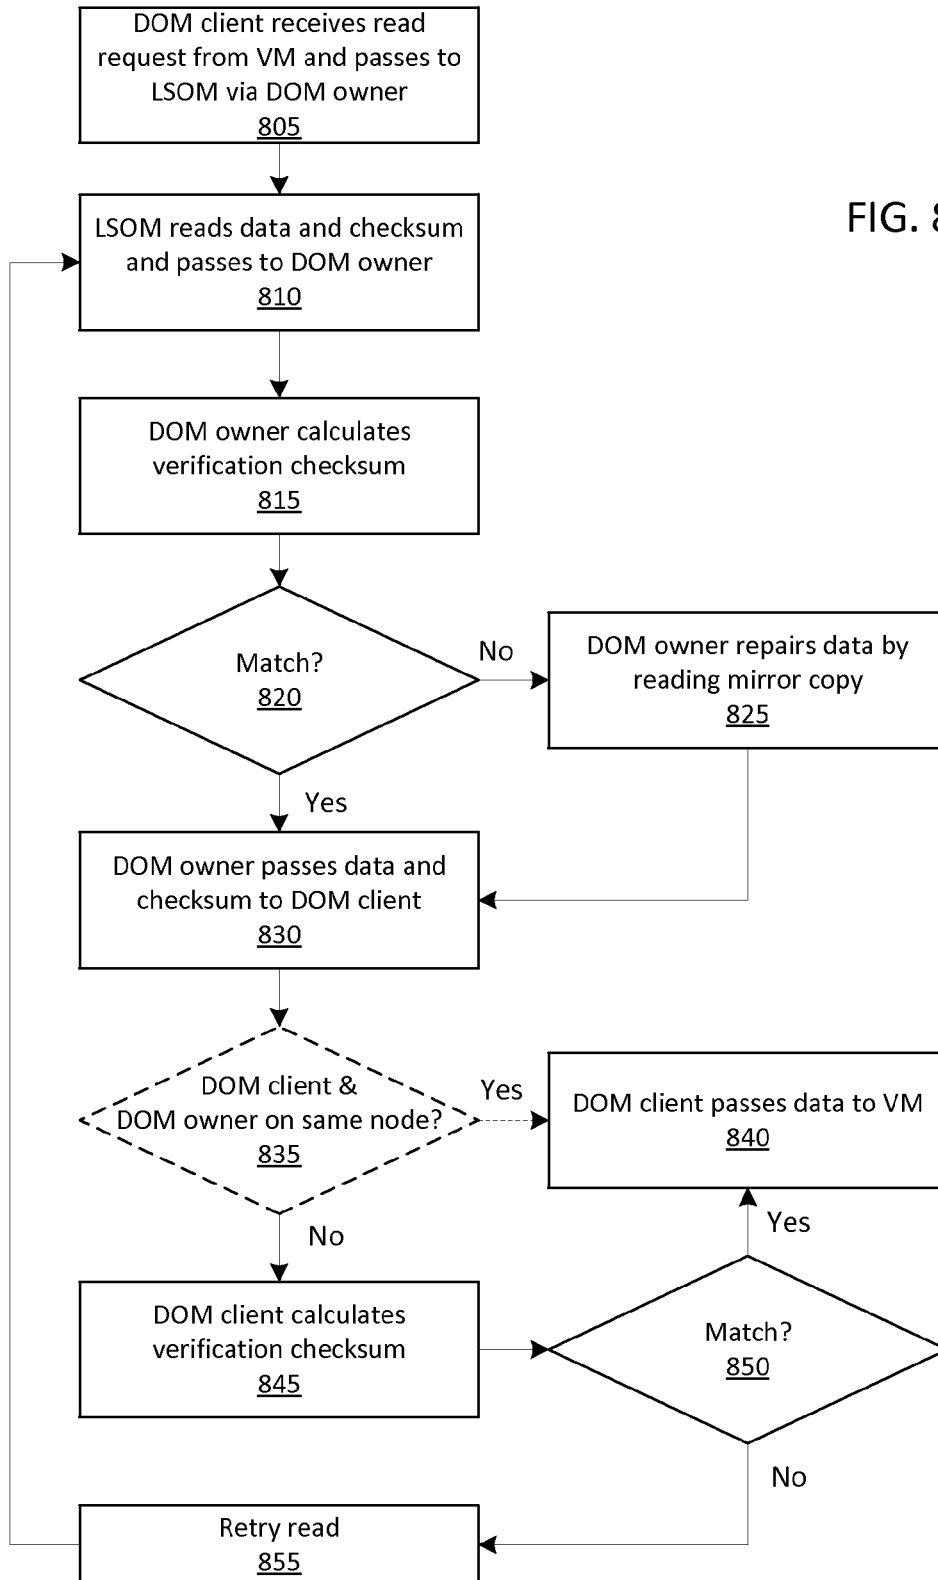 DOM client receives read
request from VM and passes to
LSOM via DOM owner
805
FIG. 8
LSOM reads data and checksum
and passes to DOM owner
810
DOM owner calculates
verification checksum
815
Match?
820
No
DOM owner repairs data by
reading mirror copy
825
Yes
DOM owner passes data and
checksum to DOM client
830
DOM client &
DOM owner on same node?
835
Yes
DOM client passes data to VM
840
No
Yes
DOM client calculates
verification checksum
845
Match?
850
No
Retry read
855